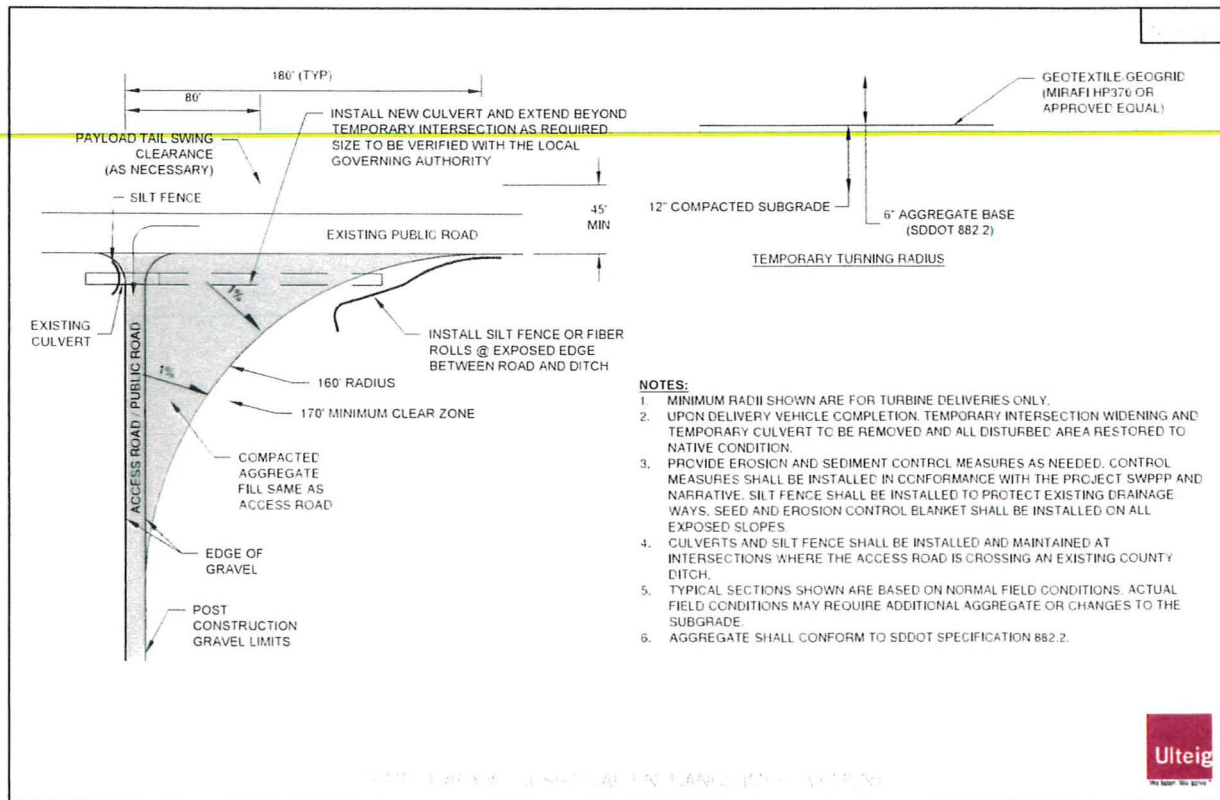 180' (TYP)
80'
PAYLOAD TAIL SWING
CLEARANCE
(AS NECESSARY)
INSTALL NEW CULVERT AND EXTEND BEYOND
TEMPORARY INTERSECTION AS REQUIRED.
SIZE TO BE VERIFIED WITH THE LOCAL
GOVERNING AUTHORITY
SILT FENCE
45'
MIN
EXISTING PUBLIC ROAD
EXISTING
CULVERT
1%
1%
ACCESS ROAD / PUBLIC ROAD
INSTALL SILT FENCE OR FIBER
ROLLS @ EXPOSED EDGE
BETWEEN ROAD AND DITCH
160' RADIUS
170' MINIMUM CLEAR ZONE
COMPACTED
AGGREGATE
FILL SAME AS
ACCESS ROAD
EDGE OF
GRAVEL
POST
CONSTRUCTION
GRAVEL LIMITS
GEOTEXTILE/GEOGRID
(MIRAFI HP370 OR
APPROVED EQUAL)
12" COMPACTED SUBGRADE
6" AGGREGATE BASE
(SDDOT 882.2)
TEMPORARY TURNING RADIUS
NOTES:
1. MINIMUM RADII SHOWN ARE FOR TURBINE DELIVERIES ONLY.
2. UPON DELIVERY VEHICLE COMPLETION, TEMPORARY INTERSECTION WIDENING AND
TEMPORARY CULVERT TO BE REMOVED AND ALL DISTURBED AREA RESTORED TO
NATIVE CONDITION.
3. PROVIDE EROSION AND SEDIMENT CONTROL MEASURES AS NEEDED. CONTROL
MEASURES SHALL BE INSTALLED IN CONFORMANCE WITH THE PROJECT SWPPP AND
NARRATIVE. SILT FENCE SHALL BE INSTALLED TO PROTECT EXISTING DRAINAGE
WAYS. SEED AND EROSION CONTROL BLANKET SHALL BE INSTALLED ON ALL
EXPOSED SLOPES.
4. CULVERTS AND SILT FENCE SHALL BE INSTALLED AND MAINTAINED AT
INTERSECTIONS WHERE THE ACCESS ROAD IS CROSSING AN EXISTING COUNTY
DITCH.
5. TYPICAL SECTIONS SHOWN ARE BASED ON NORMAL FIELD CONDITIONS. ACTUAL
FIELD CONDITIONS MAY REQUIRE ADDITIONAL AGGREGATE OR CHANGES TO THE
SUBGRADE.
6. AGGREGATE SHALL CONFORM TO SDDOT SPECIFICATION 882.2.
Ulteig
We listen. We solve.